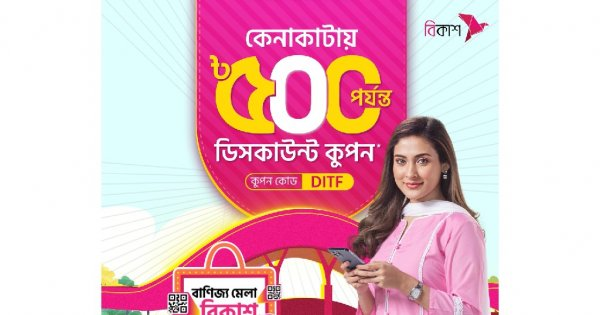 বিকাশ
কেনাকাটায়
৳৫০০
পর্যন্ত
ডিসকাউন্ট কুপন*
কুপন কোড DITF
বাণিজ্য মেলা
বিকাশ